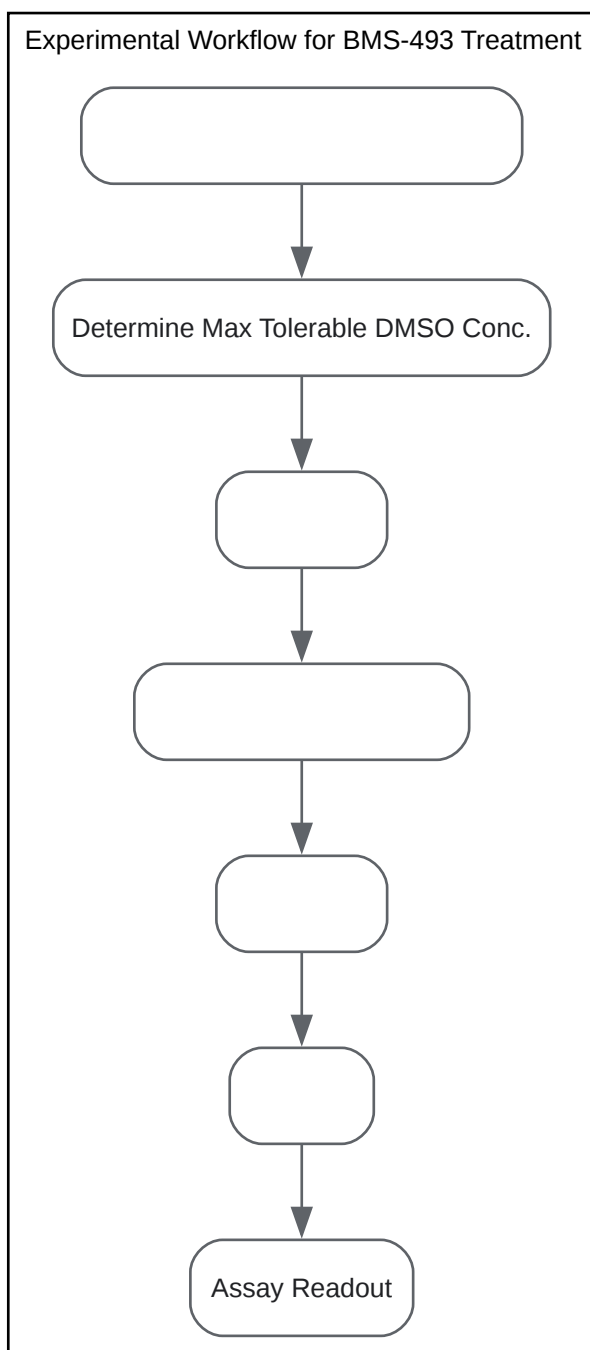 Experimental Workflow for BMS-493 Treatment
Determine Max Tolerable DMSO Conc.
Assay Readout